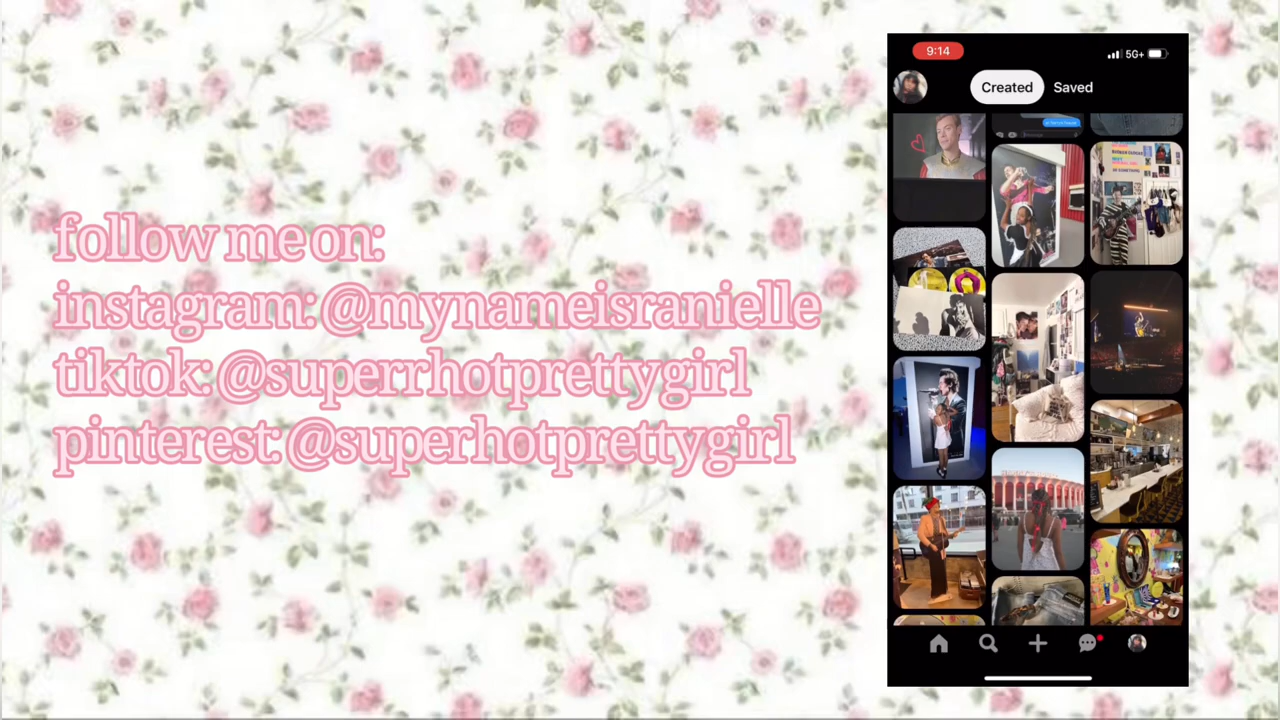 follow me on:
instagram: @mynameisranielle
tiktok: @superrhotprettygirl
pinterest: @superhotprettygirl
9:14
5G+
Created
Saved